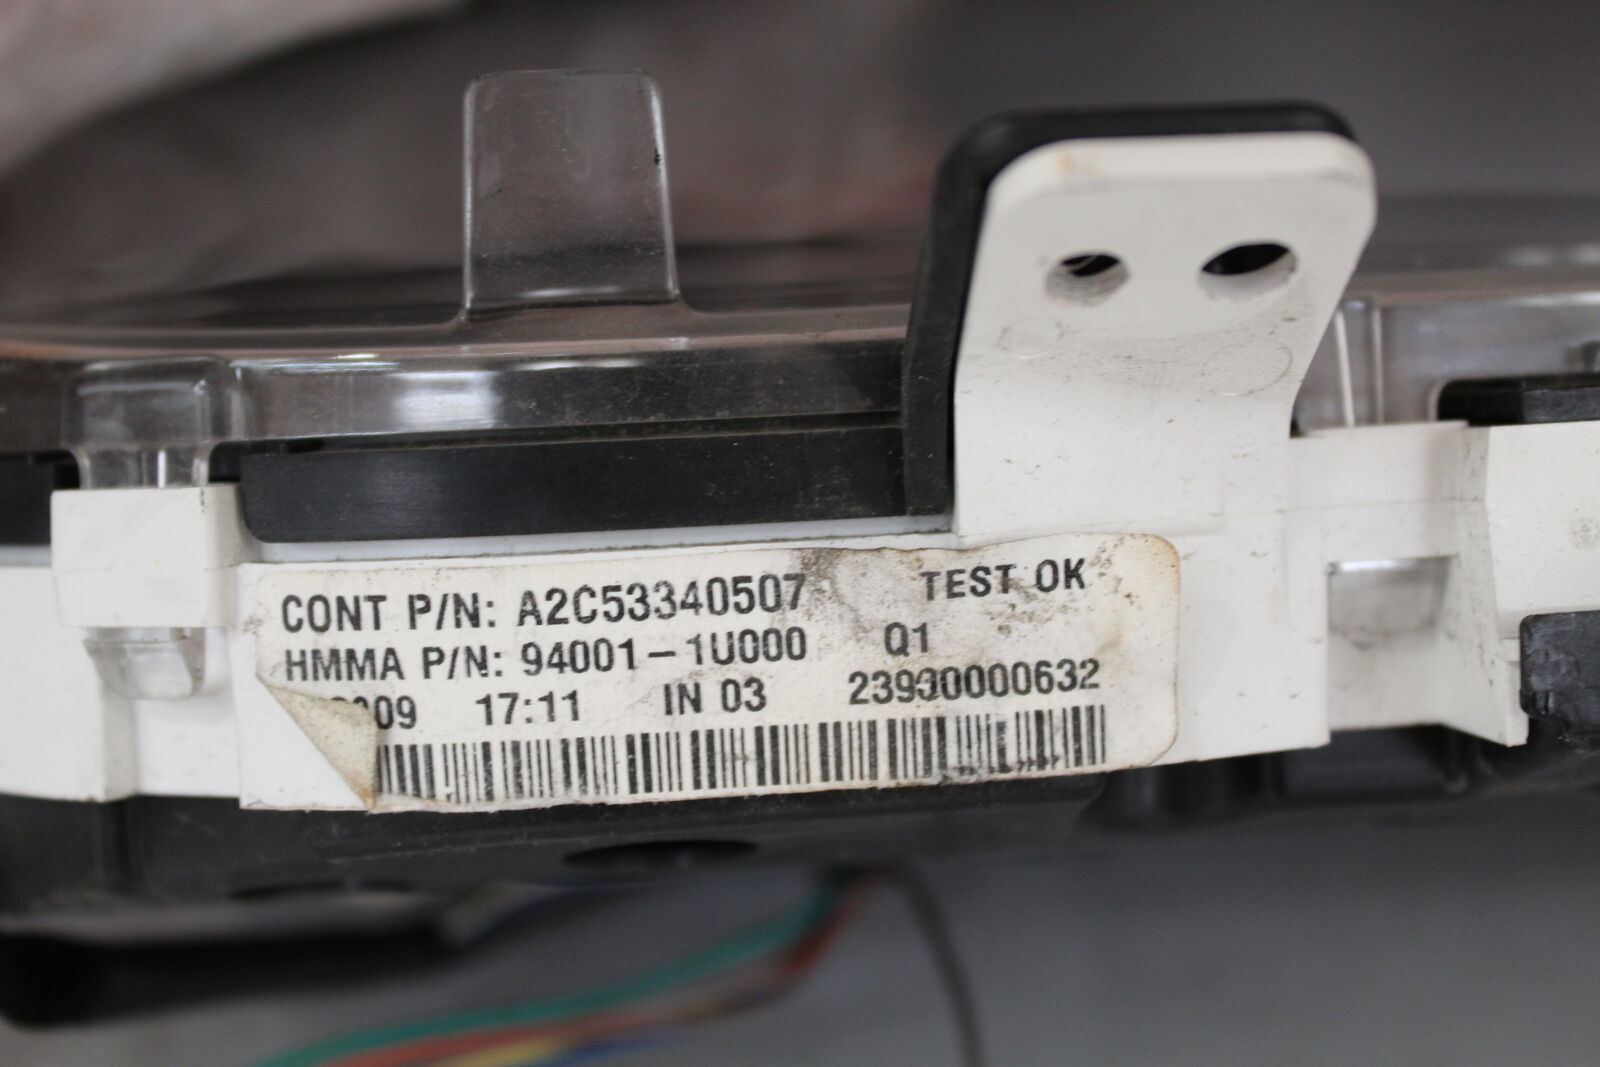 CONT P/N: A2C53340507 TEST OK
HMMA P/N: 94001-1U000 Q1
17:11 IN 03 23930000632